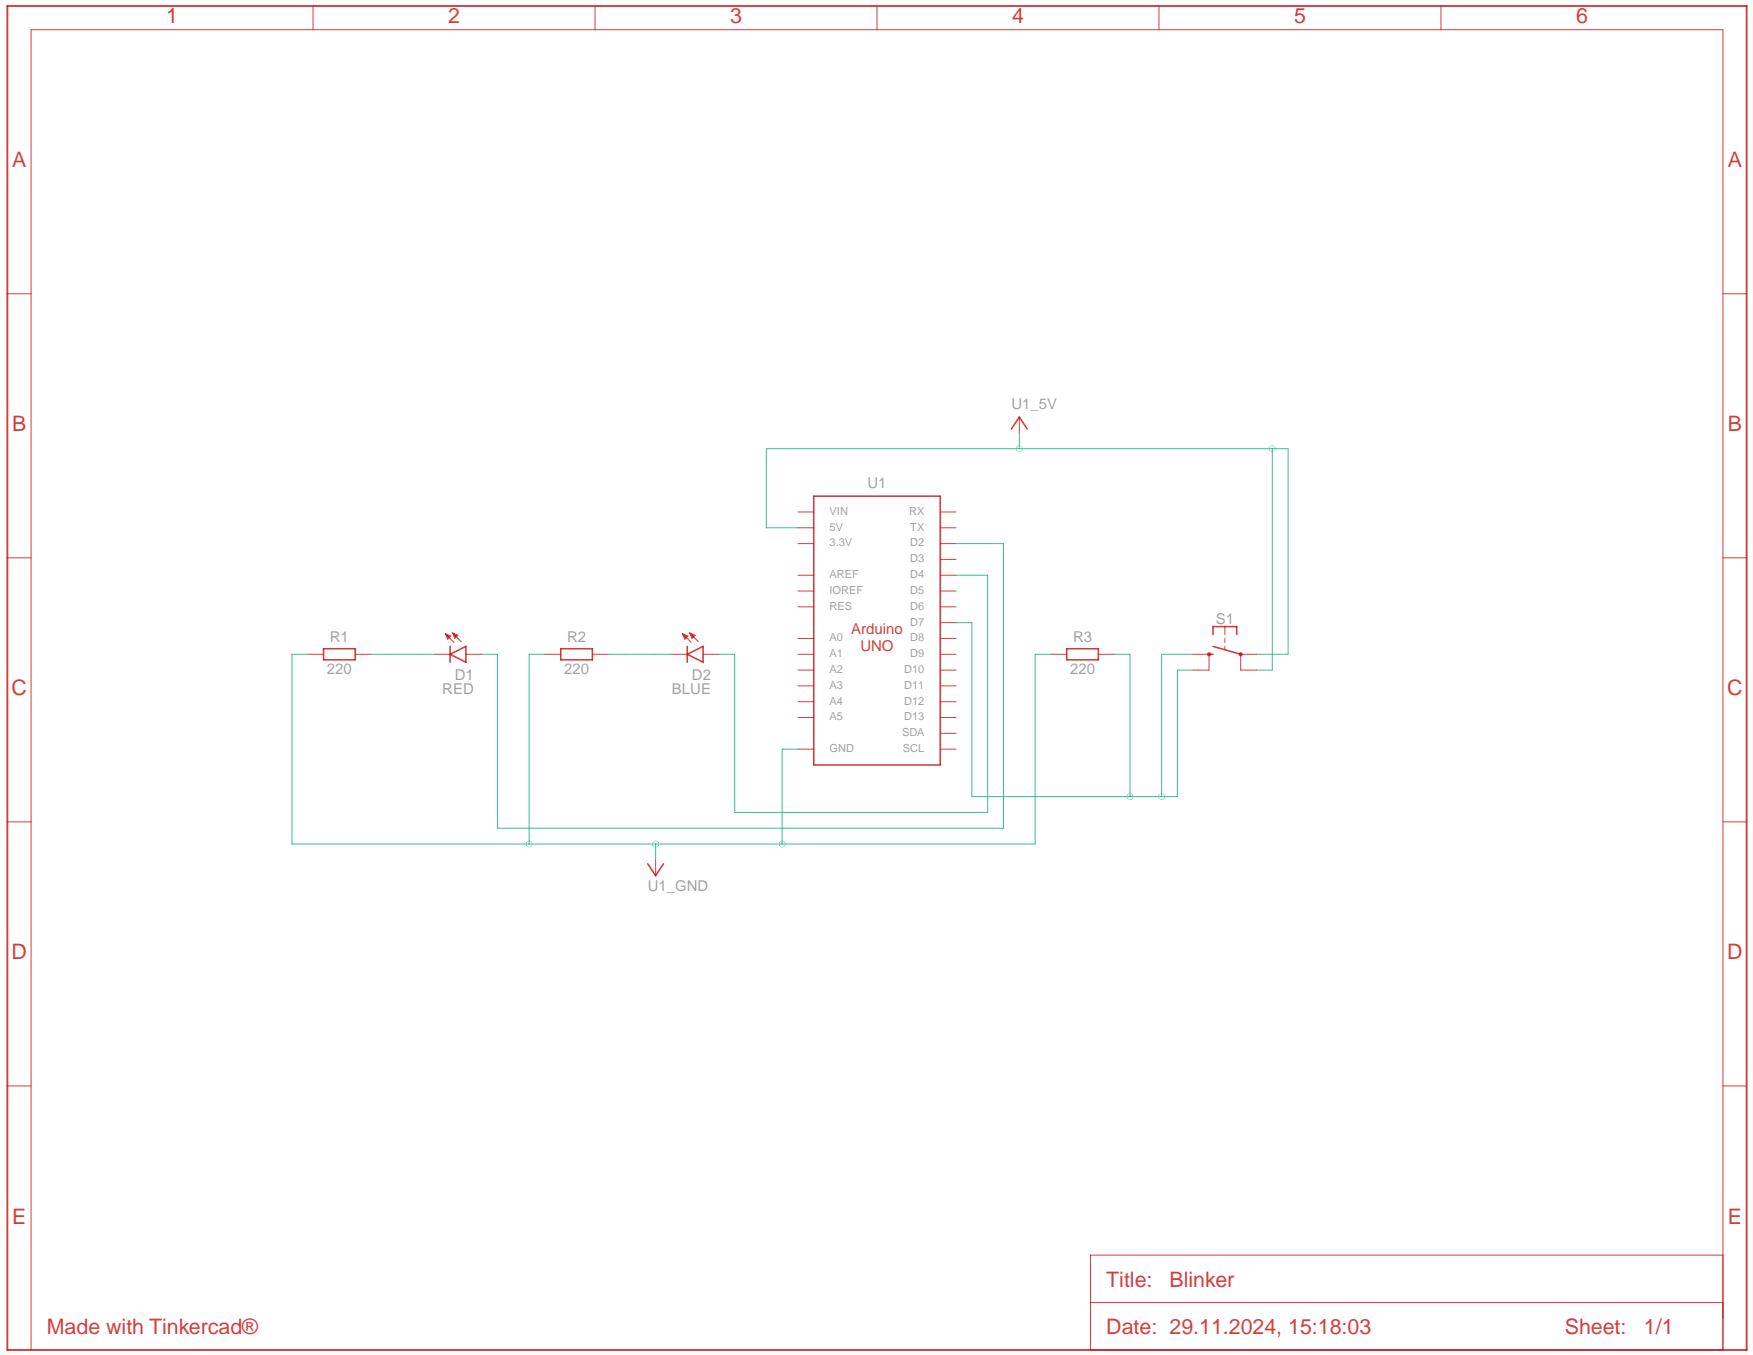 1 2 3 4 5 6
A A
U1_5V
B B
U1
VIN RX
5V TX
3.3V D2
D3
AREF D4
IOREF D5
RES D6
D7
A0 Arduino D8
A1 UNO D9
A2 D10
A3 D11
A4 D12
A5 D13
SDA
GND SCL
R1
220
D1
RED
R2
220
D2
BLUE
R3
220
S1
C C
U1_GND
D D
E E
Title: Blinker
Made with Tinkercad®
Date: 29.11.2024, 15:18:03 Sheet: 1/1